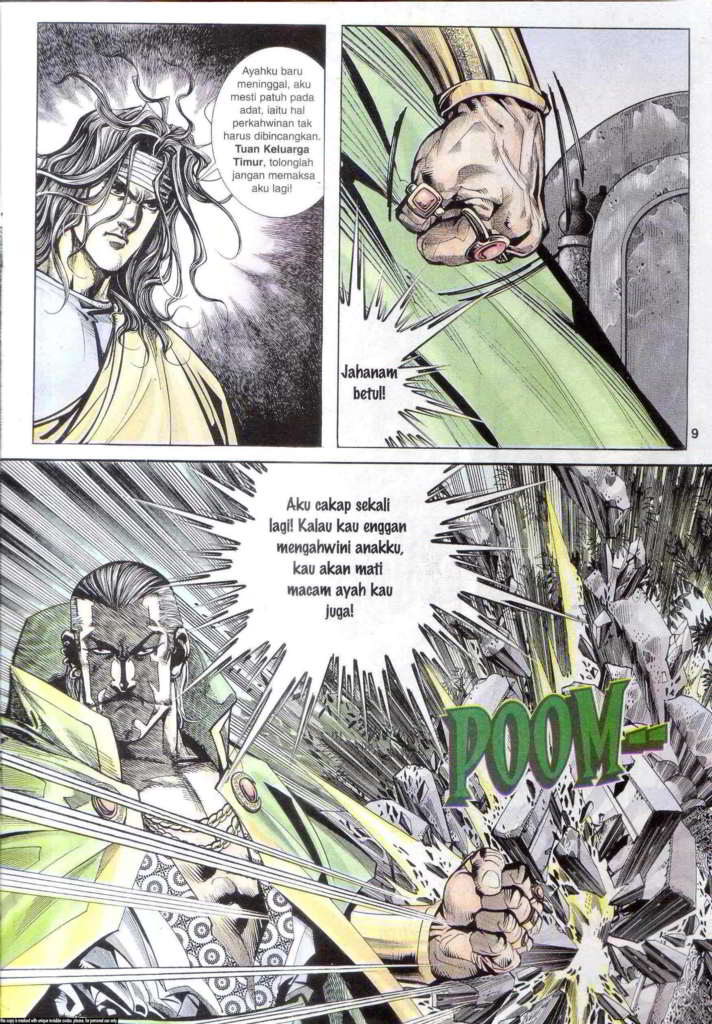 Ayahku baru
meninggal, aku
mesti patuh pada
adat, iaitu hal
perkahwinan tak
harus dibincangkan.
Tuan Keluarga
Timur, tolonglah
jangan memaksa
aku lagi!
Jahanam
betul!
9
Aku cakap sekali
lagi! Kalau kau enggan
mengahwini anakku,
kau akan mati
macam ayah kau
juga!
POOM--